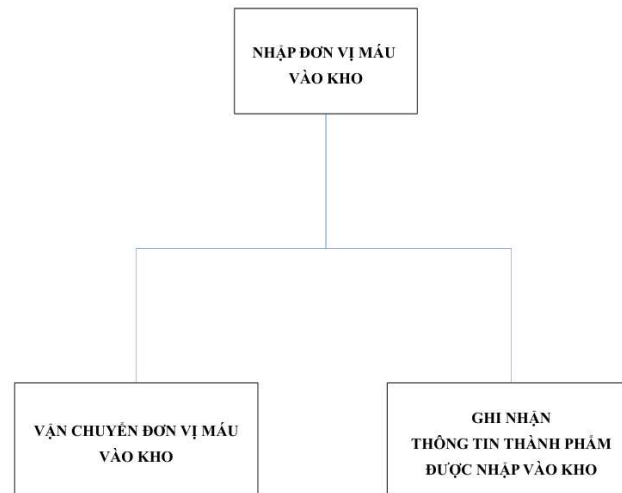 NHẬP ĐƠN VỊ MÁU
VÀO KHO
VẬN CHUYỂN ĐƠN VỊ MÁU
VÀO KHO
GHI NHẬN
THÔNG TIN THÀNH PHẨM
ĐƯỢC NHẬP VÀO KHO